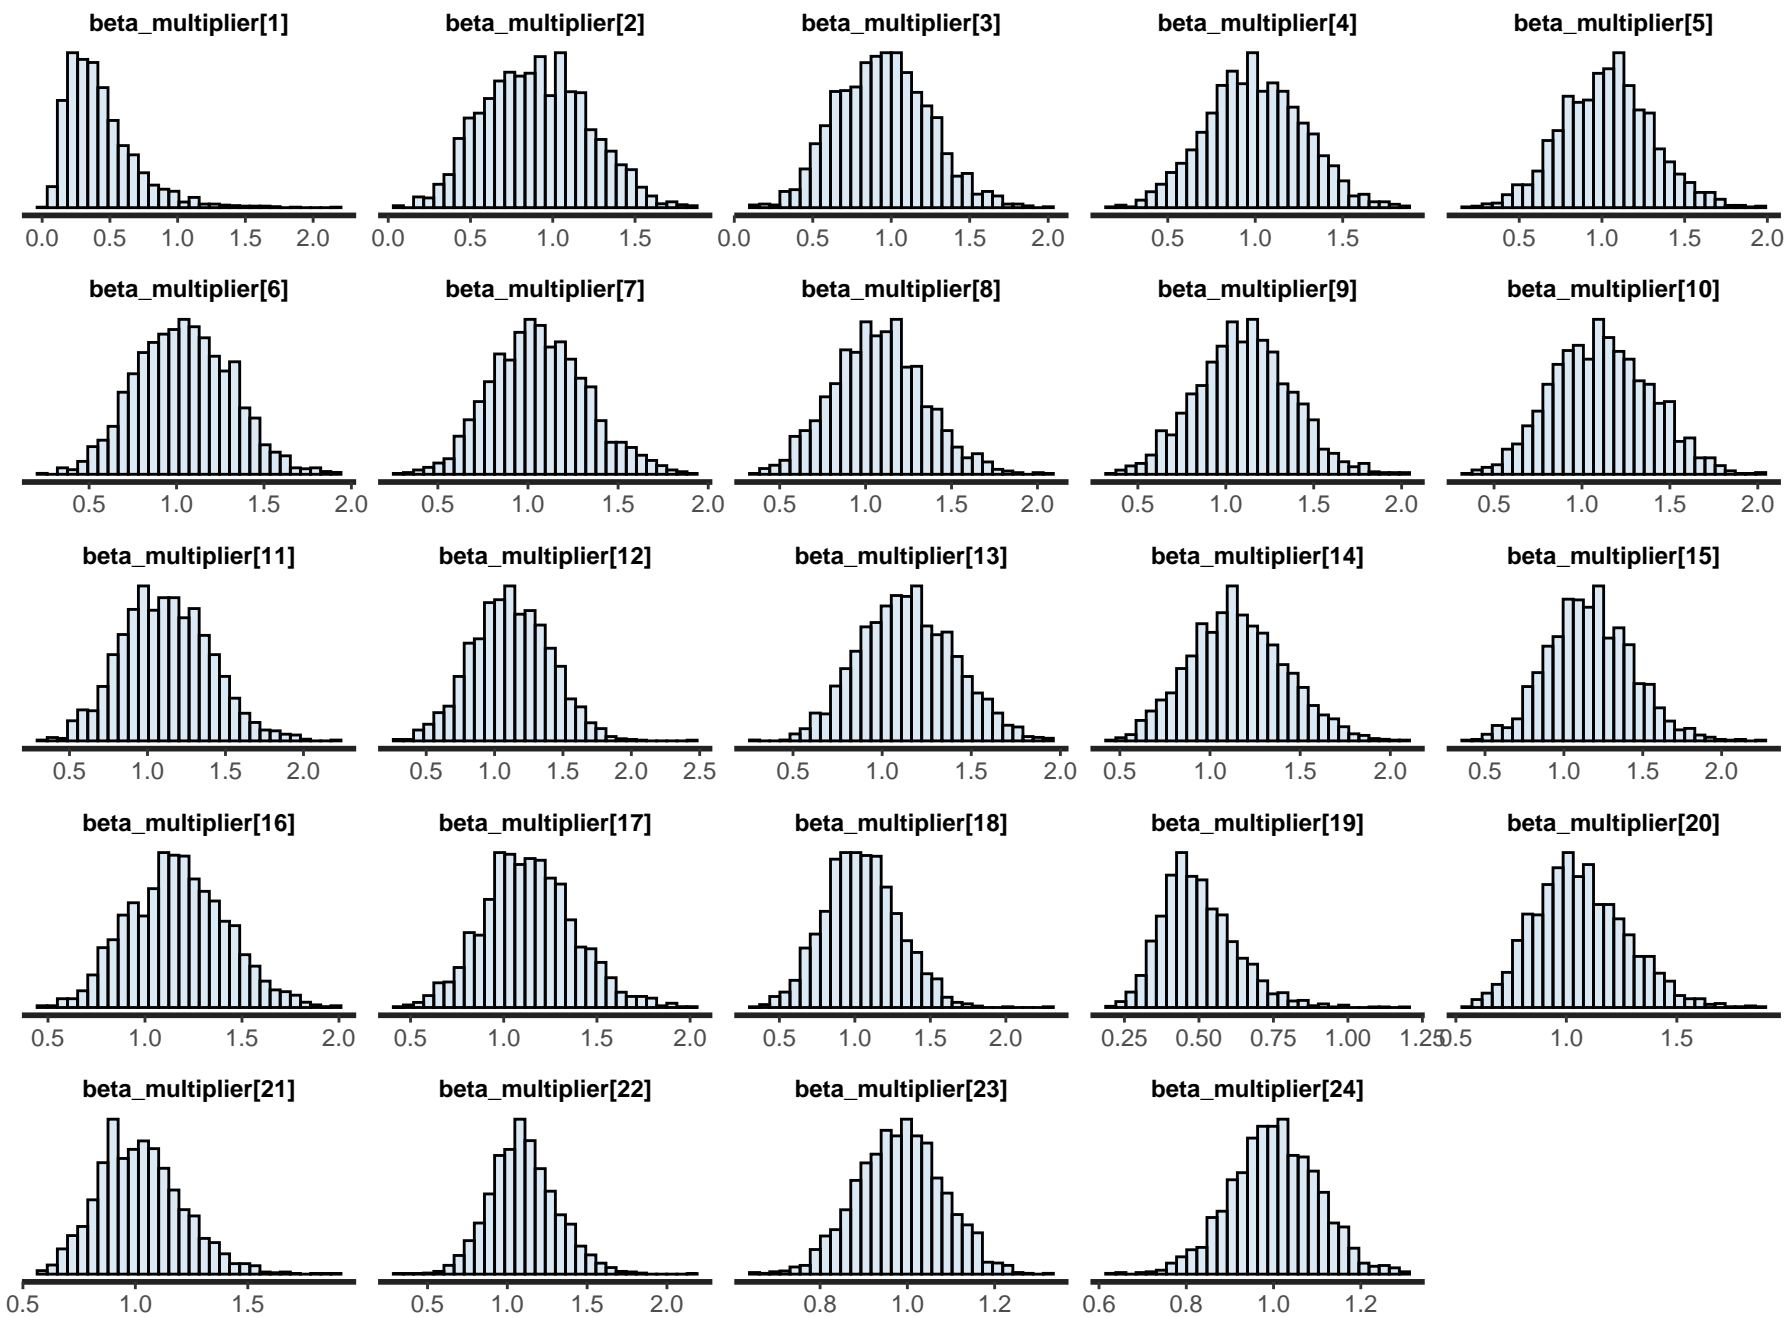 beta_multiplier[1] beta_multiplier[2] beta_multiplier[3] beta_multiplier[4] beta_multiplier[5]
0.0 0.5 1.0 1.5 2.0 0.0 0.5 1.0 1.5 0.0 0.5 1.0 1.5 2.0 0.5 1.0 1.5 0.5 1.0 1.5 2.0
beta_multiplier[6] beta_multiplier[7] beta_multiplier[8] beta_multiplier[9] beta_multiplier[10]
0.5 1.0 1.5 2.0 0.5 1.0 1.5 2.0 0.5 1.0 1.5 2.0 0.5 1.0 1.5 2.0 0.5 1.0 1.5 2.0
beta_multiplier[11] beta_multiplier[12] beta_multiplier[13] beta_multiplier[14] beta_multiplier[15]
0.5 1.0 1.5 2.0 0.5 1.0 1.5 2.0 2.5 0.5 1.0 1.5 2.0 0.5 1.0 1.5 2.0 0.5 1.0 1.5 2.0
beta_multiplier[16] beta_multiplier[17] beta_multiplier[18] beta_multiplier[19] beta_multiplier[20]
0.5 1.0 1.5 2.0 0.5 1.0 1.5 2.0 0.5 1.0 1.5 2.0 0.25 0.50 0.75 1.00 1.25 0.5 1.0 1.5
beta_multiplier[21] beta_multiplier[22] beta_multiplier[23] beta_multiplier[24]
0.5 1.0 1.5 0.5 1.0 1.5 2.0 0.8 1.0 1.2 0.6 0.8 1.0 1.2